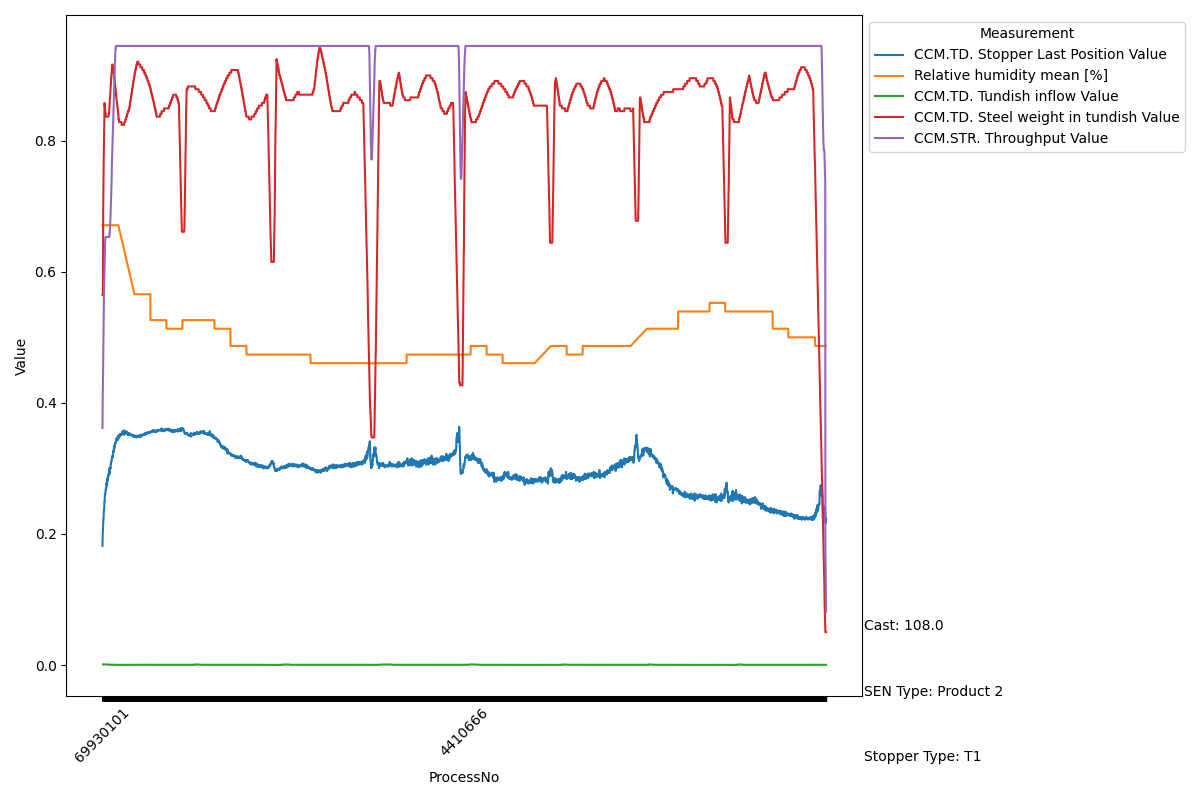 Measurement
CCM.TD. Stopper Last Position Value
Relative humidity mean [%]
CCM.TD. Tundish inflow Value
CCM.TD. Steel weight in tundish Value
CCM.STR. Throughput Value
0.8
0.6
0.4
0.2
0.0
Value
69930101
4410666
ProcessNo
Cast: 108.0
SEN Type: Product 2
Stopper Type: T1